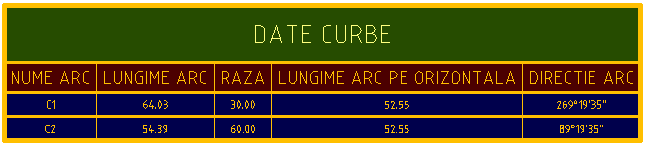 DATE CURBE
NUME ARC LUNGIME ARC RAZA LUNGIME ARC PE ORIZONTALA DIRECTIE ARC
C1 64.03 30.00 52.55 269°19'35"
C2 54.39 60.00 52.55 89°19'35"